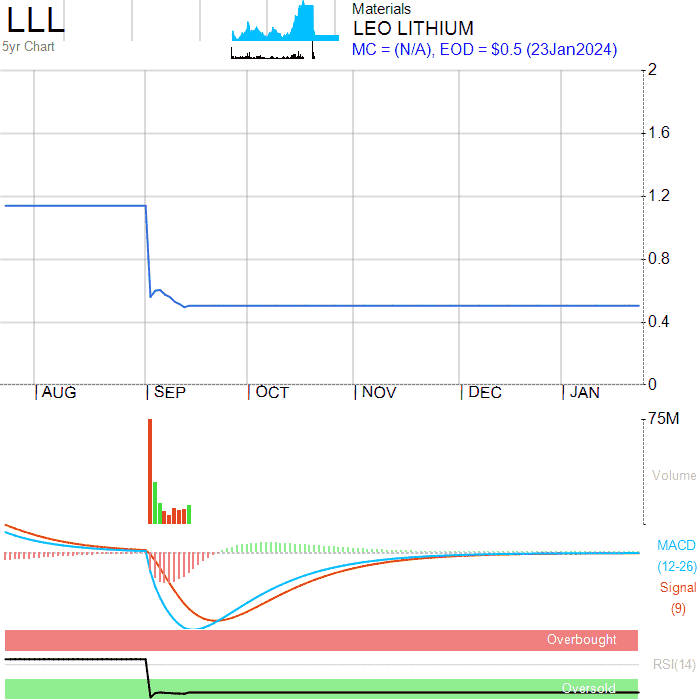 LLL
5yr Chart
Materials
LEO LITHIUM
MC = (N/A), EOD = $0.5 (23Jan2024)
2
1.6
1.2
0.8
0.4
0
AUG SEP OCT NOV DEC JAN
75M
Volume
MACD
(12-26)
Signal
(9)
Overbought
RSI(14)
Oversold